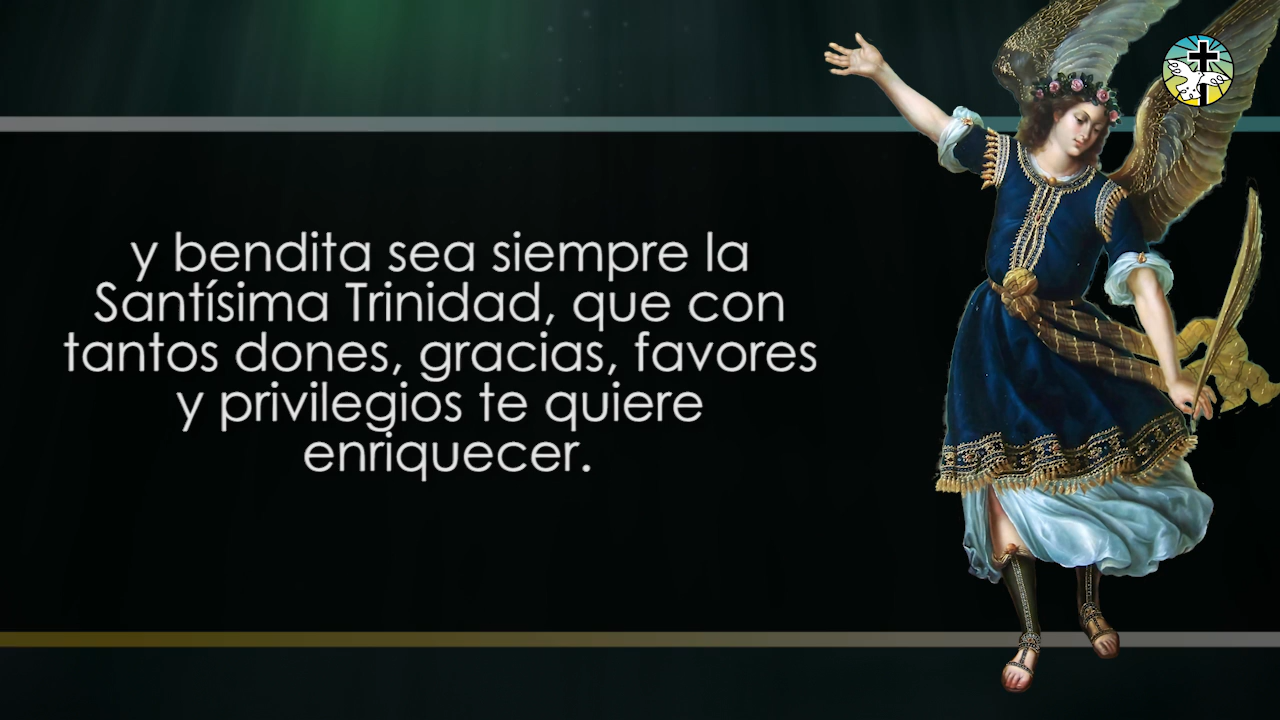 y bendita sea siempre la
Santísima Trinidad, que con
tantos dones, gracias, favores
y privilegios te quiere
enriquecer.